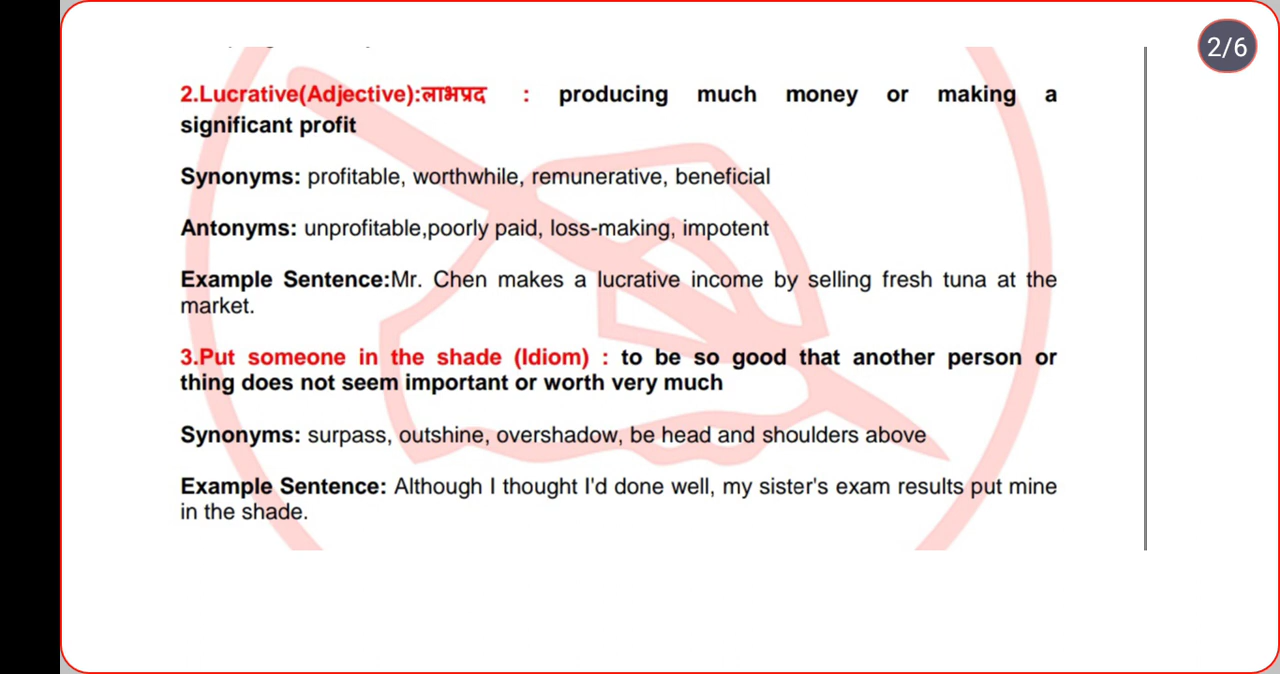 2/6
2.Lucrative(Adjective):लाभप्रद : producing much money or making a
significant profit
Synonyms: profitable, worthwhile, remunerative, beneficial
Antonyms: unprofitable,poorly paid, loss-making, impotent
Example Sentence:Mr. Chen makes a lucrative income by selling fresh tuna at the
market.
3.Put someone in the shade (Idiom) : to be so good that another person or
thing does not seem important or worth very much
Synonyms: surpass, outshine, overshadow, be head and shoulders above
Example Sentence: Although I thought I'd done well, my sister's exam results put mine
in the shade.